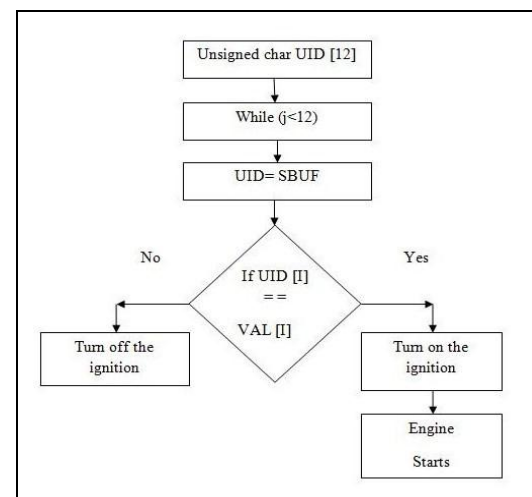 Unsigned char UID [12]
While (j<12)
UID= SBUF
No
Yes
If UID [I]
= =
VAL [I]
Turn off the
ignition
Turn on the
ignition
Engine
Starts